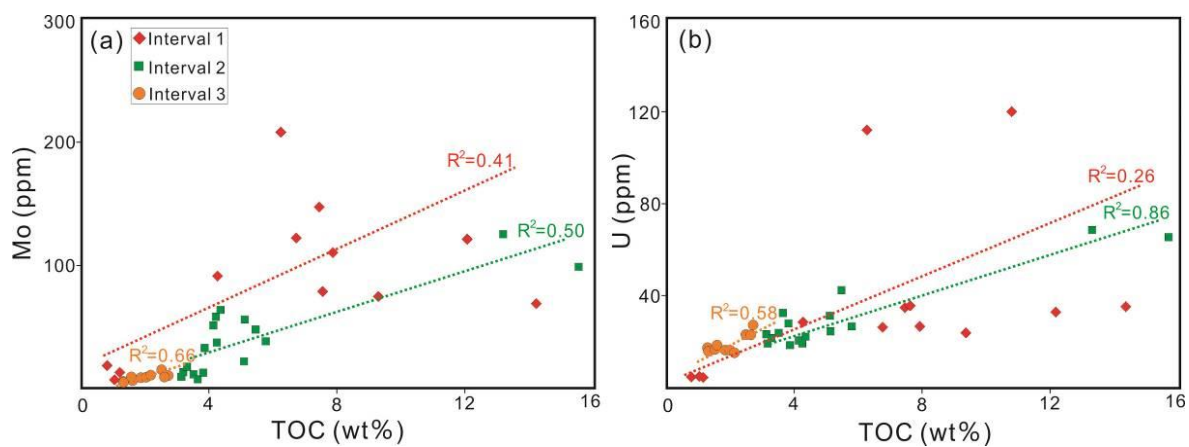 (a)
Interval 1
Interval 2
Interval 3
300
200
100
Mo (ppm)
R²=0.41
R²=0.50
R²=0.66
0
4
8
12
16
TOC (wt%)
(b)
160
120
80
40
U (ppm)
R²=0.26
R²=0.86
R²=0.58
0
4
8
12
16
TOC (wt%)